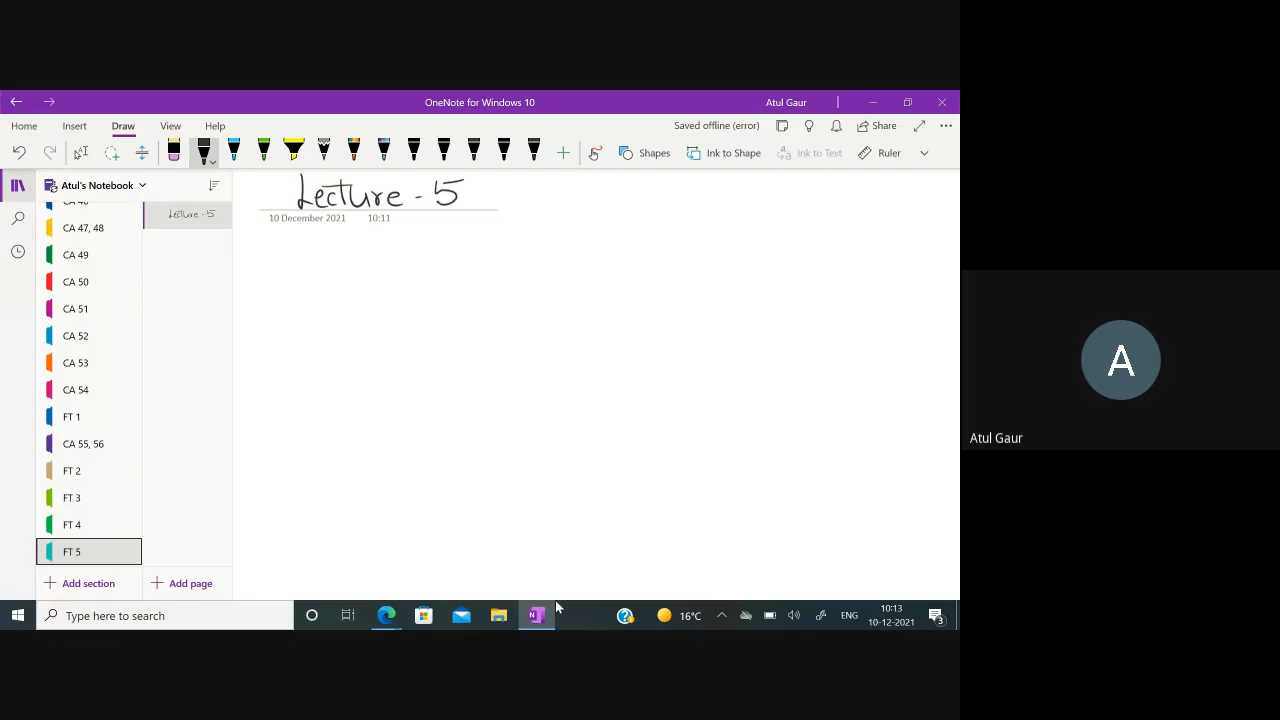 OneNote for Windows 10
Atul Gaur
Home Insert Draw View Help
Saved offline (error)
Share
Shapes
Ink to Shape
Ink to Text
Ruler
Atul's Notebook
CA 47, 48
CA 49
CA 50
CA 51
CA 52
CA 53
CA 54
FT 1
CA 55, 56
FT 2
FT 3
FT 4
FT 5
Add section
Lecture - 5
Add page
Lecture - 5
10 December 2021 10:11
Type here to search
16°C
ENG
10:13
10-12-2021
3
A
Atul Gaur